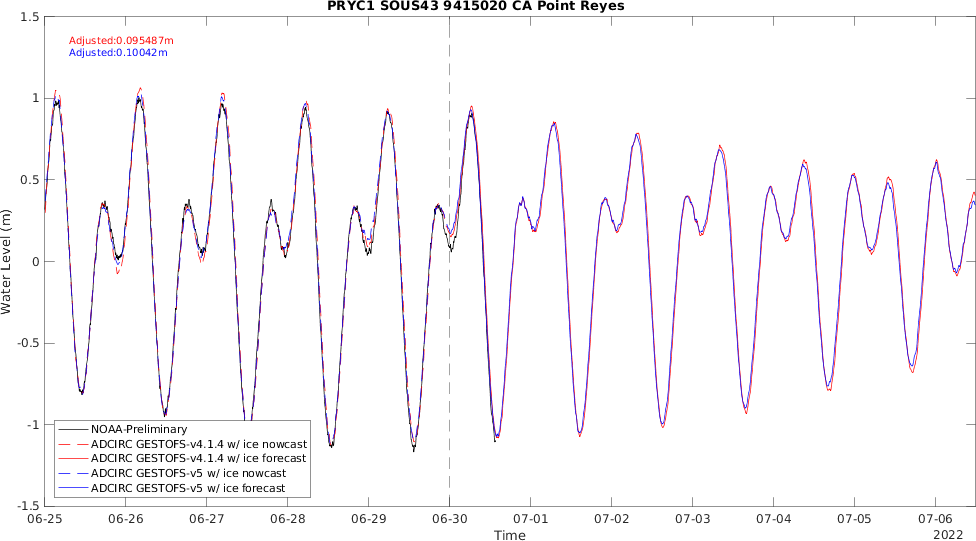 PRYC1 SOUS43 9415020 CA Point Reyes
Adjusted:0.095487m
Adjusted:0.10042m
Water Level (m)
1.5
1
0.5
0
-0.5
-1
-1.5
NOAA-Preliminary
ADCIRC GESTOFS-v4.1.4 w/ ice nowcast
ADCIRC GESTOFS-v4.1.4 w/ ice forecast
ADCIRC GESTOFS-v5 w/ ice nowcast
ADCIRC GESTOFS-v5 w/ ice forecast
06-25 06-26 06-27 06-28 06-29 06-30 07-01 07-02 07-03 07-04 07-05 07-06
Time
2022